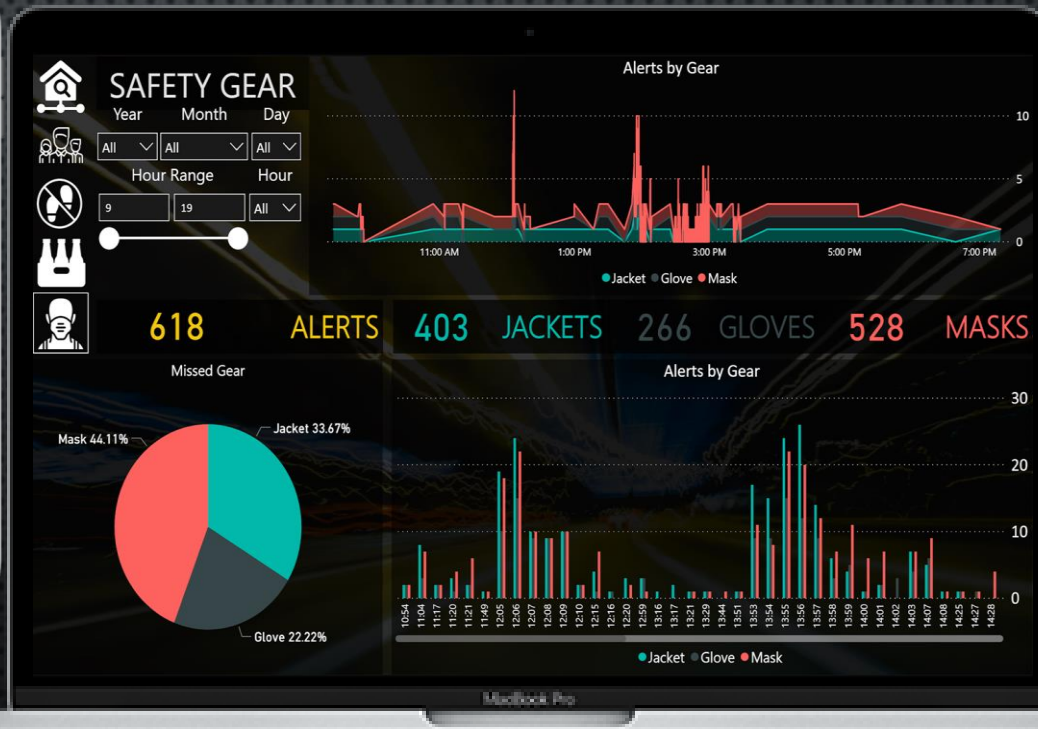 SAFETY GEAR
Year Month Day
All All All
Hour Range Hour
9 19 All
Alerts by Gear
10
5
0
11:00 AM 1:00 PM 3:00 PM 5:00 PM 7:00 PM
Jacket Glove Mask
618 ALERTS 403 JACKETS 266 GLOVES 528 MASKS
Missed Gear
Mask 44.11%
Jacket 33.67%
Glove 22.22%
Alerts by Gear
30
20
10
0
10:54 11:04 11:17 11:20 11:21 11:49 12:05 12:06 12:07 12:08 12:09 12:10 12:15 12:16 12:20 12:59 13:16 13:17 13:21 13:29 13:44 13:51 13:53 13:54 13:55 13:56 13:57 13:58 13:59 14:00 14:01 14:02 14:03 14:07 14:08 14:25 14:27 14:28
Jacket Glove Mask
MacBook Pro